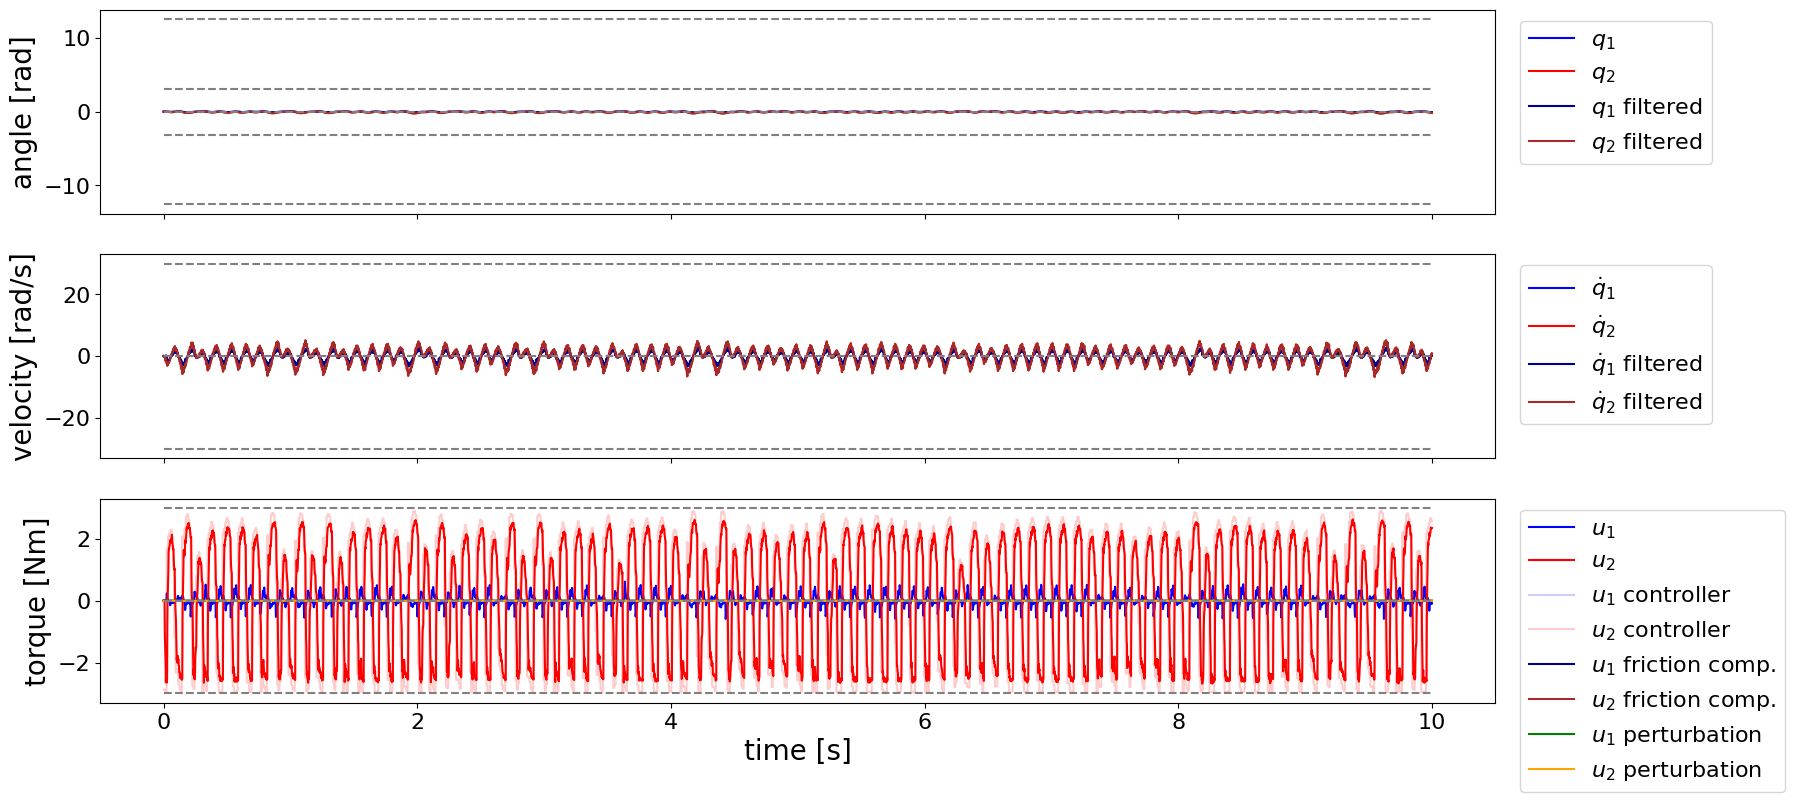 angle [rad]
10
0
−10
q₁
q₂
q₁ filtered
q₂ filtered
velocity [rad/s]
20
0
−20
q̇₁
q̇₂
q̇₁ filtered
q̇₂ filtered
torque [Nm]
2
0
−2
0 2 4 6 8 10
time [s]
u₁
u₂
u₁ controller
u₂ controller
u₁ friction comp.
u₂ friction comp.
u₁ perturbation
u₂ perturbation